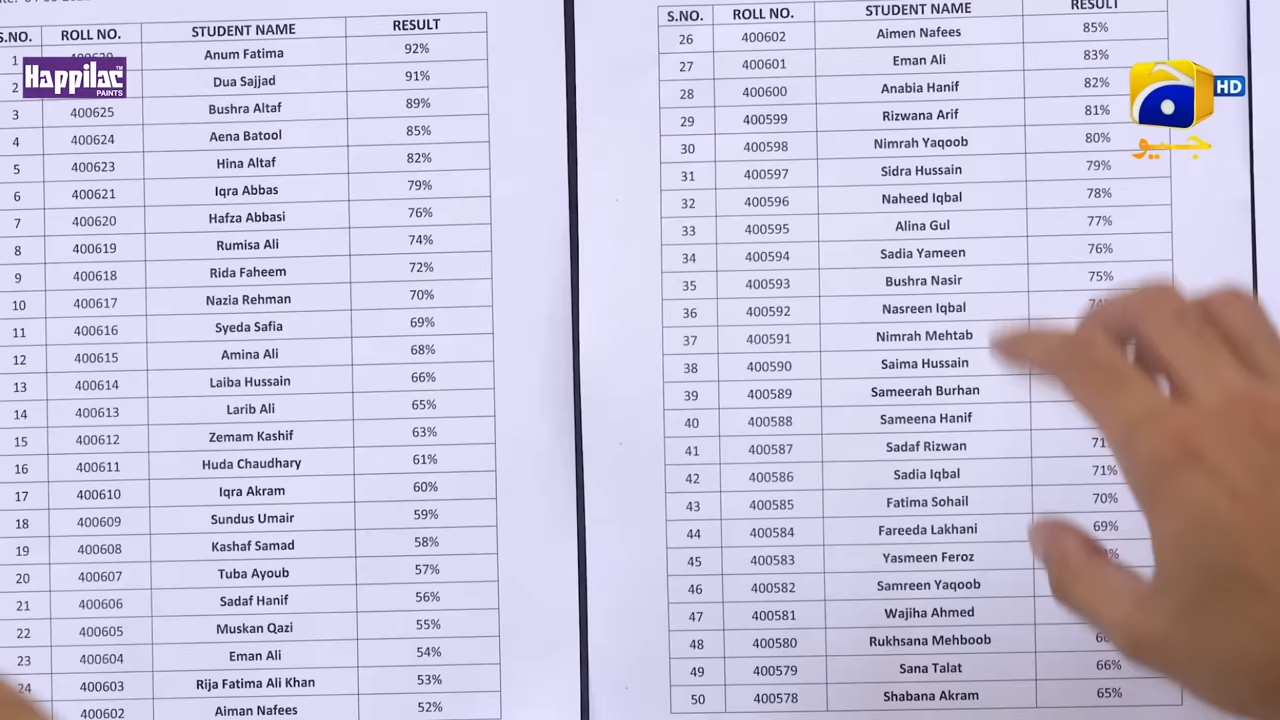 S.NO. ROLL NO. STUDENT NAME RESULT
1 Anum Fatima 92%
2 Dua Sajjad 91%
3 400625 Bushra Altaf 89%
4 400624 Aena Batool 85%
5 400623 Hina Altaf 82%
6 400621 Iqra Abbas 79%
7 400620 Hafza Abbasi 76%
8 400619 Rumisa Ali 74%
9 400618 Rida Faheem 72%
10 400617 Nazia Rehman 70%
11 400616 Syeda Safia 69%
12 400615 Amina Ali 68%
13 400614 Laiba Hussain 66%
14 400613 Larib Ali 65%
15 400612 Zemam Kashif 63%
16 400611 Huda Chaudhary 61%
17 400610 Iqra Akram 60%
18 400609 Sundus Umair 59%
19 400608 Kashaf Samad 58%
20 400607 Tuba Ayoub 57%
21 400606 Sadaf Hanif 56%
22 400605 Muskan Qazi 55%
23 400604 Eman Ali 54%
24 400603 Rija Fatima Ali Khan 53%
400602 Aiman Nafees 52%
S.NO. ROLL NO. STUDENT NAME RESULT
26 400602 Aimen Nafees 85%
27 400601 Eman Ali 83%
28 400600 Anabia Hanif 82%
29 400599 Rizwana Arif 81%
30 400598 Nimrah Yaqoob 80%
31 400597 Sidra Hussain 79%
32 400596 Naheed Iqbal 78%
33 400595 Alina Gul 77%
34 400594 Sadia Yameen 76%
35 400593 Bushra Nasir 75%
36 400592 Nasreen Iqbal
37 400591 Nimrah Mehtab
38 400590 Saima Hussain
39 400589 Sameerah Burhan
40 400588 Sameena Hanif
41 400587 Sadaf Rizwan
42 400586 Sadia Iqbal 71%
43 400585 Fatima Sohail 70%
44 400584 Fareeda Lakhani 69%
45 400583 Yasmeen Feroz
46 400582 Samreen Yaqoob
47 400581 Wajiha Ahmed
48 400580 Rukhsana Mehboob
49 400579 Sana Talat 66%
50 400578 Shabana Akram 65%
Happilac
PAINTS
HD
جیو